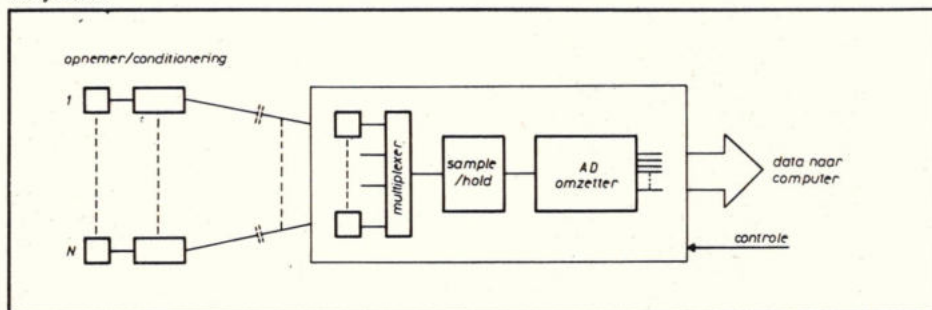 opnemer/conditionering
1
multiplexer
sample
/hold
AD
omzetter
data naar
computer
N
controle